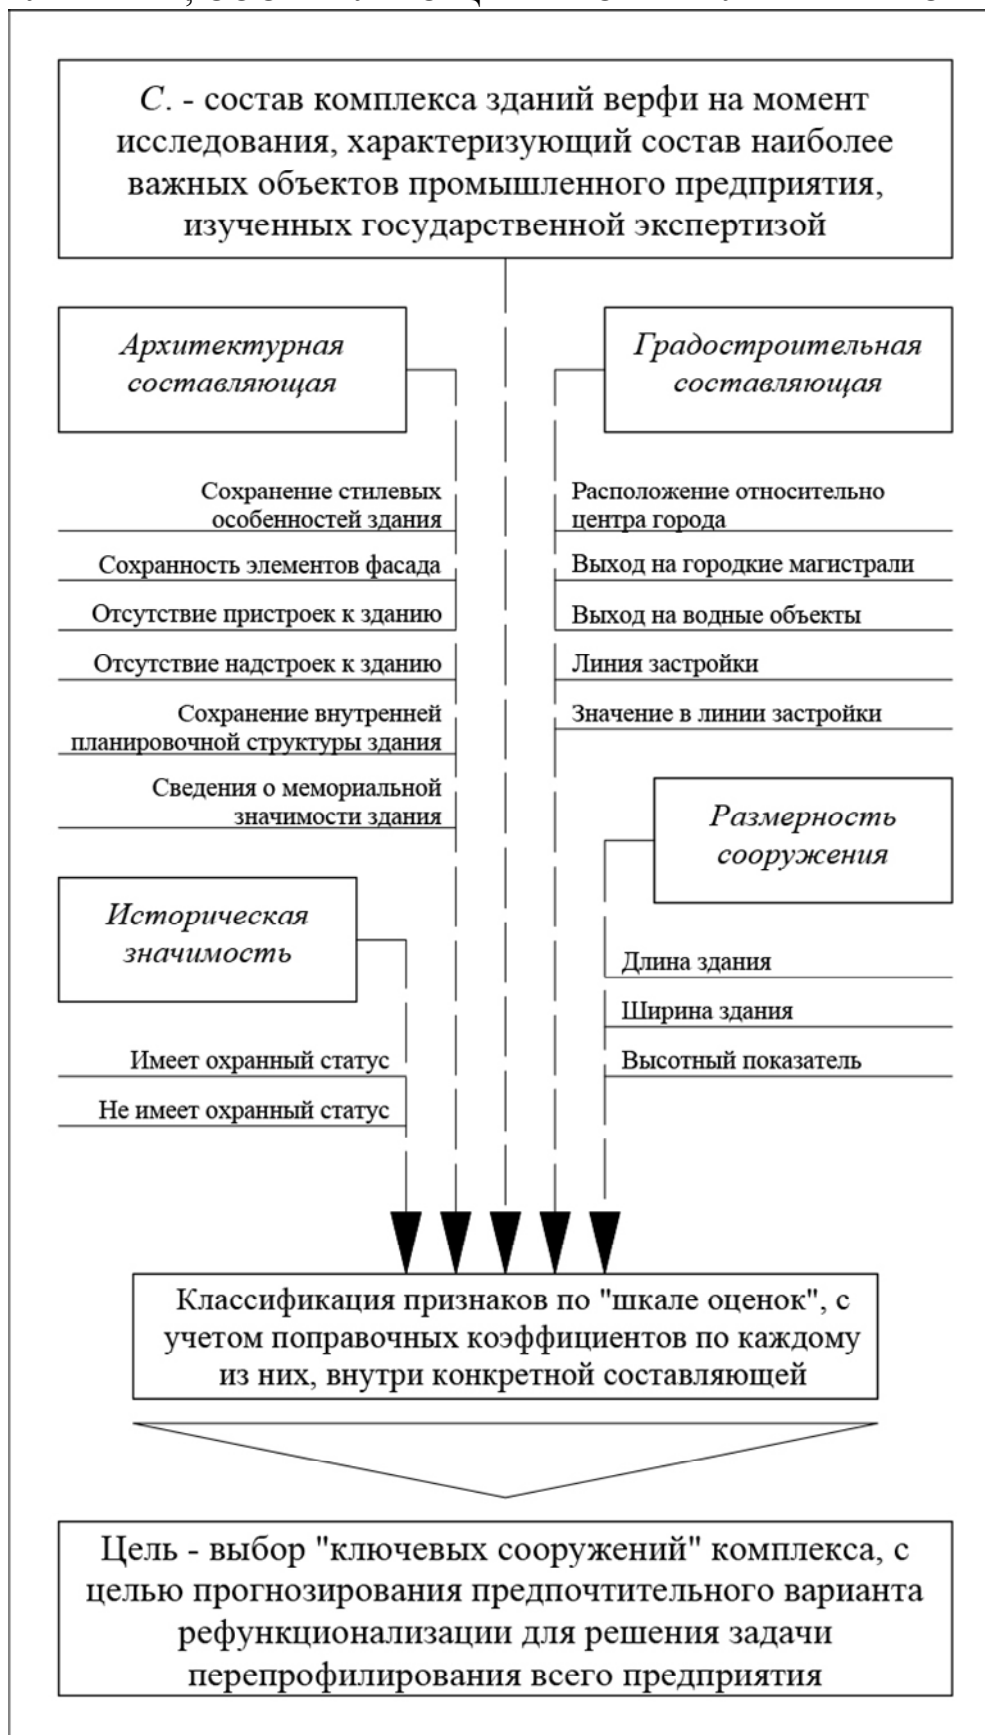 С. - состав комплекса зданий верфи на момент
исследования, характеризующий состав наиболее
важных объектов промышленного предприятия,
изученных государственной экспертизой
Архитектурная
составляющая
Сохранение стилевых
особенностей здания
Сохранность элементов фасада
Отсутствие пристроек к зданию
Отсутствие надстроек к зданию
Сохранение внутренней
планировочной структуры здания
Сведения о мемориальной
значимости здания
Градостроительная
составляющая
Расположение относительно
центра города
Выход на городкие магистрали
Выход на водные объекты
Линия застройки
Значение в линии застройки
Историческая
значимость
Имеет охранный статус
Не имеет охранный статус
Размерность
сооружения
Длина здания
Ширина здания
Высотный показатель
Классификация признаков по "шкале оценок", с
учетом поправочных коэффициентов по каждому
из них, внутри конкретной составляющей
Цель - выбор "ключевых сооружений" комплекса, с
целью прогнозирования предпочтительного варианта
рефункционализации для решения задачи
перепрофилирования всего предприятия